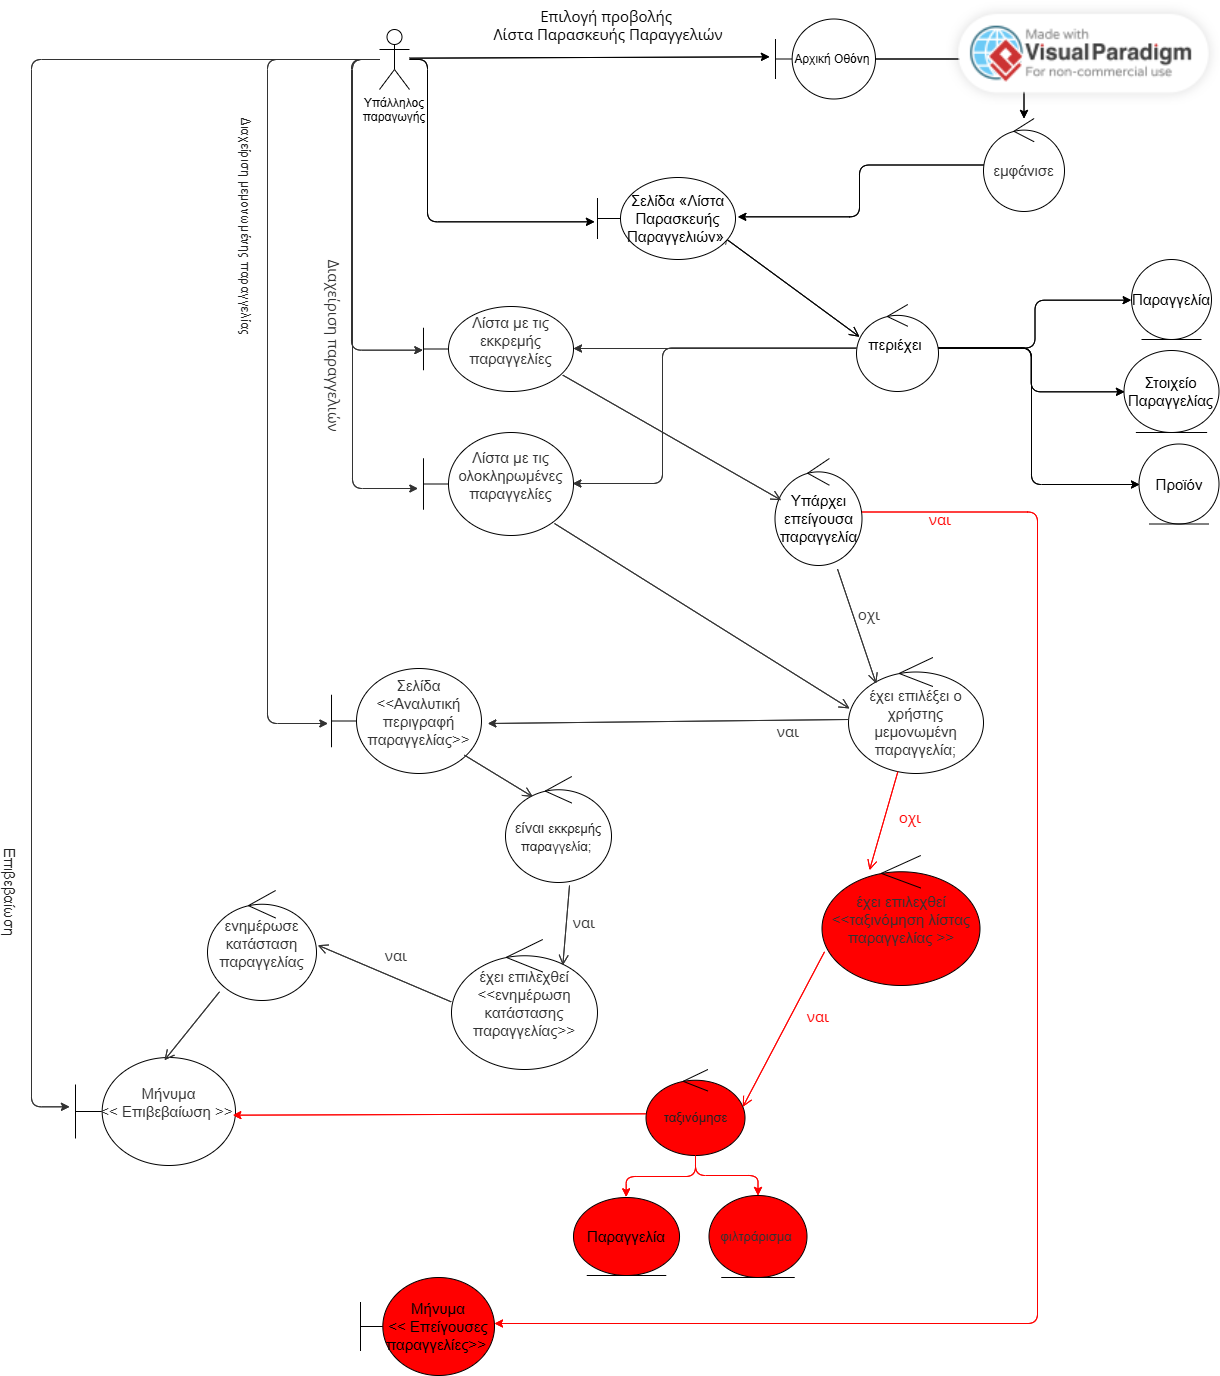 Επιλογή προβολής
Λίστα Παρασκευής Παραγγελιών
Made with
VisualParadigm
For non-commercial use
Αρχική Οθόνη
Υπάλληλος
παραγωγής
Διαχείριση μεμονωμένης παραγγελίας
εμφάνισε
Σελίδα «Λίστα
Παρασκευής
Παραγγελιών»,
Διαχείριση παραγγελιών
Παραγγελία
Λίστα με τις
εκκρεμής
παραγγελίες
περιέχει
Στοιχείο
Παραγγελίας
Λίστα με τις
ολοκληρωμένες
παραγγελίες
Προϊόν
Υπάρχει
επείγουσα
παραγγελία
ναι
οχι
Σελίδα
<<Αναλυτική
περιγραφή
παραγγελίας>>
ναι
έχει επιλέξει ο
χρήστης
μεμονωμένη
παραγγελία;
οχι
είναι εκκρεμής
παραγγελία;
Επιβεβαίωση
έχει επιλεχθεί
<<ταξινόμηση λίστας
παραγγελίας >>
ενημέρωσε
κατάσταση
παραγγελίας
ναι
ναι
έχει επιλεχθεί
<<ενημέρωση
κατάστασης
παραγγελίας>>
ναι
Μήνυμα
<< Επιβεβαίωση >>
ταξινόμησε
Παραγγελία
φιλτράρισμα
Μήνυμα
<< Επείγουσες
παραγγελίες>>